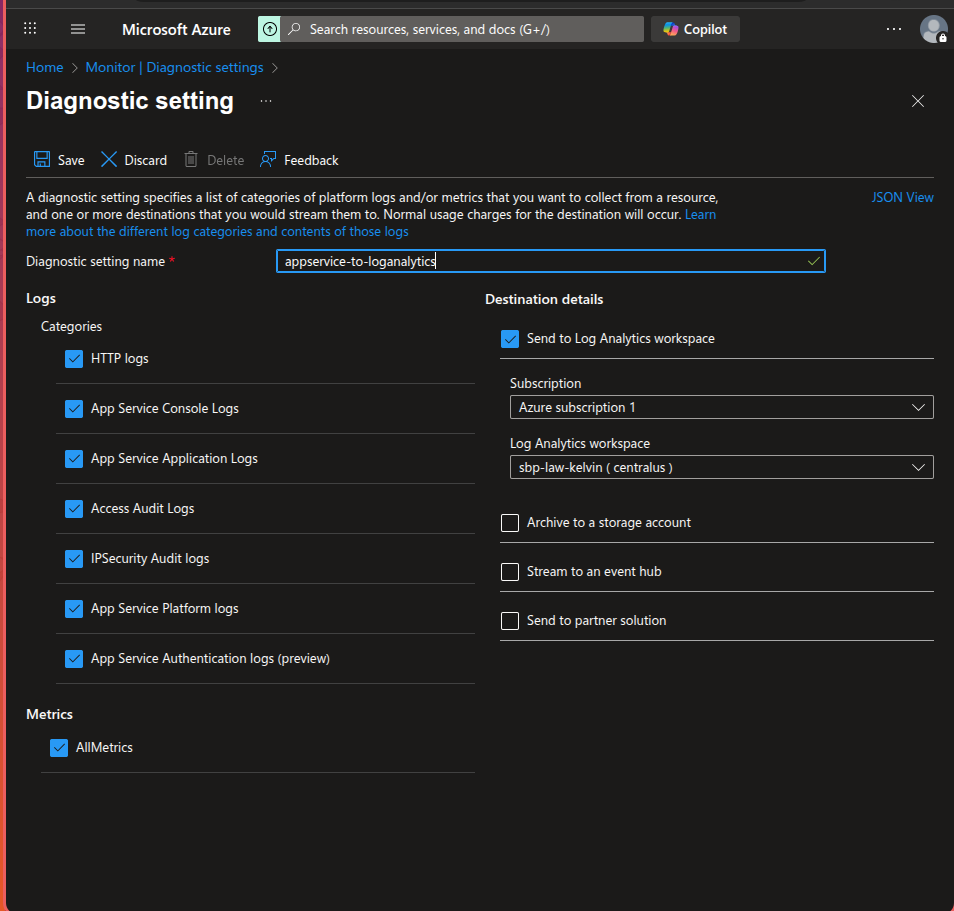 Microsoft Azure
Search resources, services, and docs (G+/)
Copilot
Home > Monitor | Diagnostic settings >
Diagnostic setting ...
Save
Discard
Delete
Feedback
A diagnostic setting specifies a list of categories of platform logs and/or metrics that you want to collect from a resource,
and one or more destinations that you would stream them to. Normal usage charges for the destination will occur. Learn
more about the different log categories and contents of those logs
JSON View
Diagnostic setting name *
appservice-to-loganalytics
Logs
Categories
HTTP logs
App Service Console Logs
App Service Application Logs
Access Audit Logs
IPSecurity Audit logs
App Service Platform logs
App Service Authentication logs (preview)
Metrics
AllMetrics
Destination details
Send to Log Analytics workspace
Subscription
Azure subscription 1
Log Analytics workspace
sbp-law-kelvin ( centralus )
Archive to a storage account
Stream to an event hub
Send to partner solution